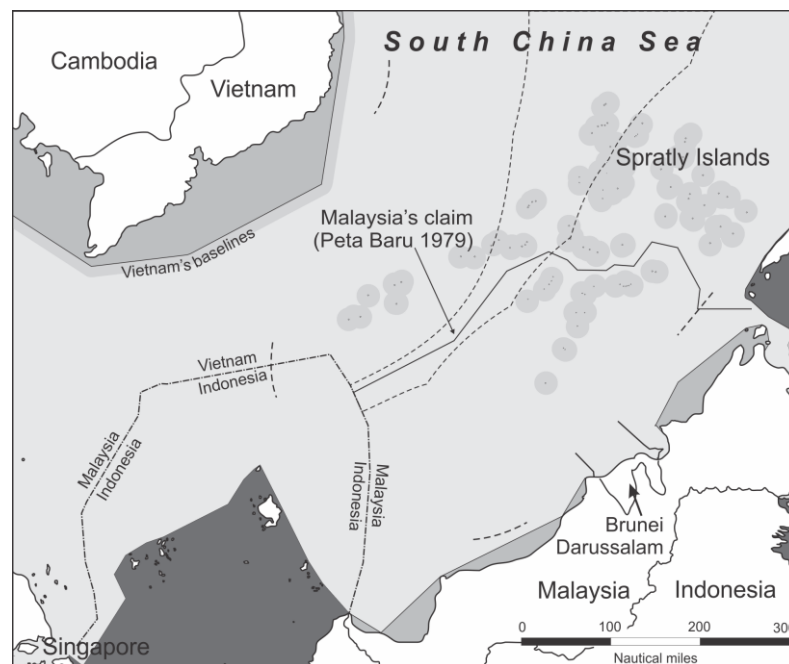 South China Sea
Cambodia
Vietnam
Spratly Islands
Malaysia's claim
(Peta Baru 1979)
Vietnam's baselines
Vietnam
Indonesia
Malaysia
Indonesia
Malaysia
Indonesia
Brunei
Darussalam
Malaysia
Indonesia
Singapore
0 100 200 300
Nautical miles